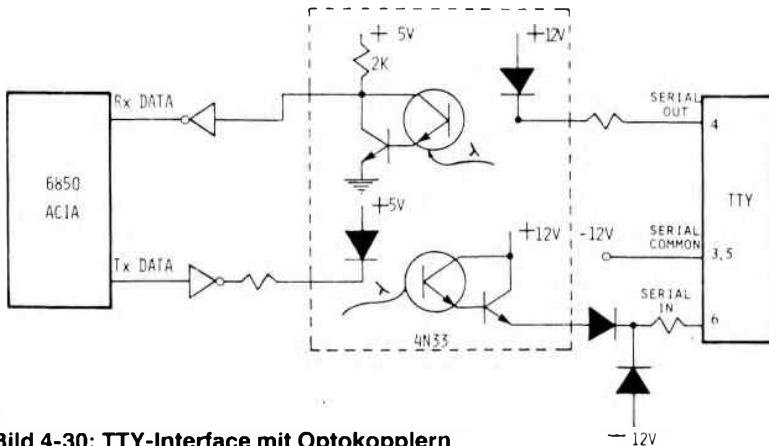 + 5V
+12V
2K
Rx DATA
λ
SERIAL
OUT
4
6850
ACIA
TTY
+5V
+12V
-12V
SERIAL
COMMON
3,5
Tx DATA
λ
SERIAL
IN
6
4N33
- 12V
Bild 4-30: TTY-Interface mit Optokopplern